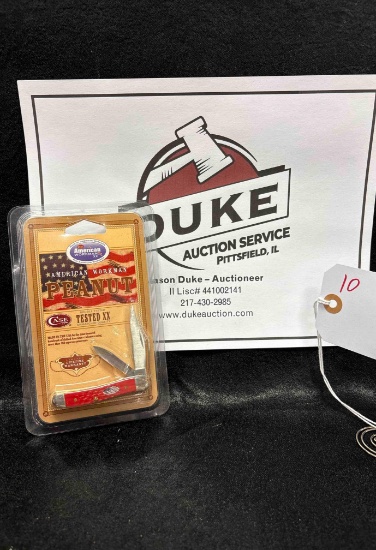 DUKE
AUCTION SERVICE
PITTSFIELD, IL
ason Duke – Auctioneer
Il Lisc# 441002141
217-430-2985
www.dukeauction.com
10
American
AMERICAN WORKMAN
PEANUT
CASE
TESTED XX